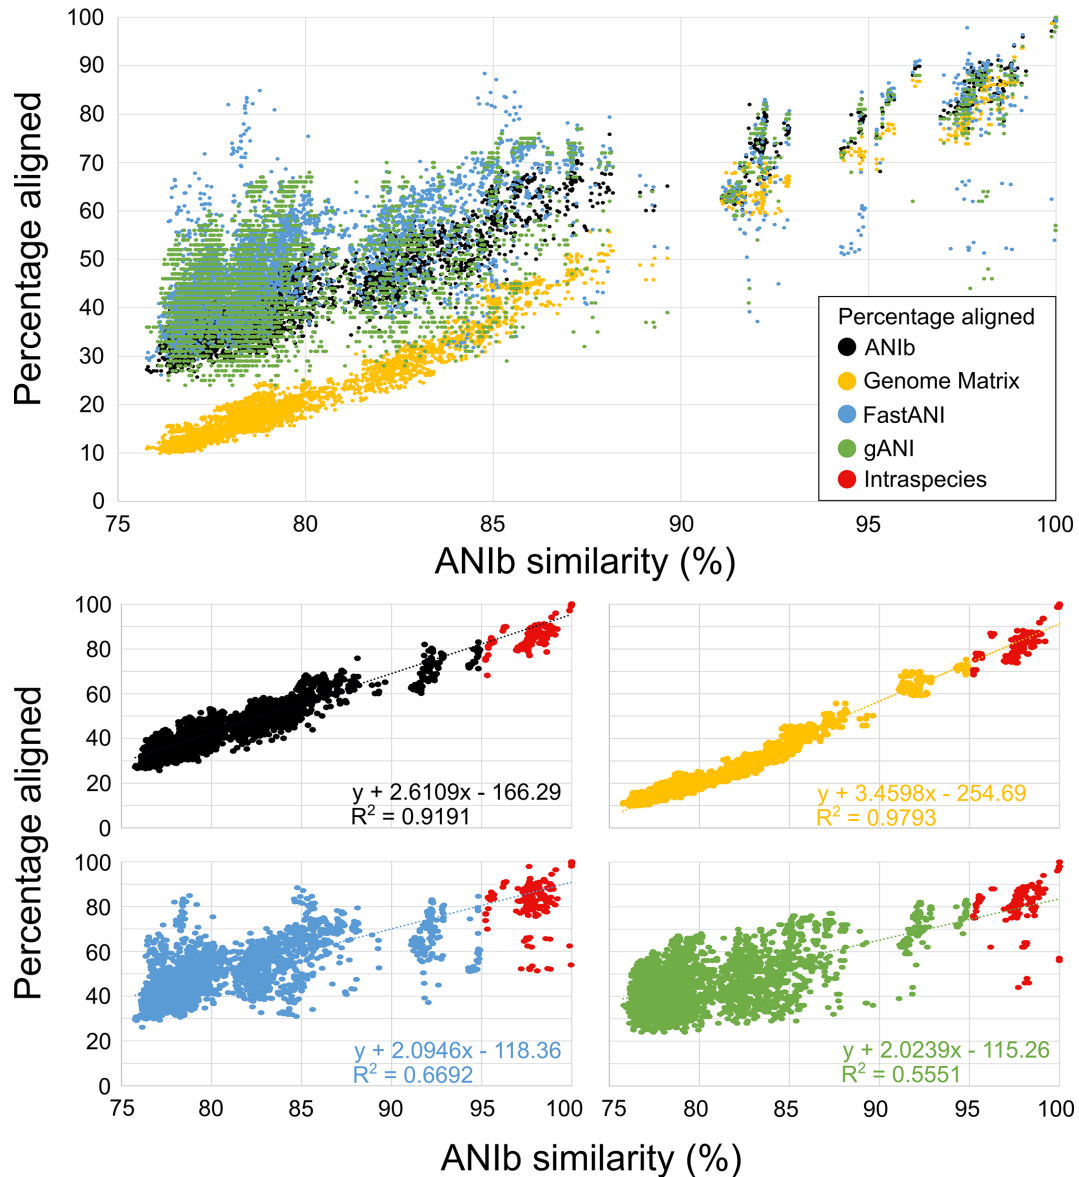 Percentage aligned
100
90
80
70
60
50
40
30
20
10
0
75
80
85
90
95
100
ANIb similarity (%)
Percentage aligned
ANIb
Genome Matrix
FastANI
gANI
Intraspecies
Percentage aligned
100
80
60
40
20
0
y + 2.6109x - 166.29
R² = 0.9191
y + 3.4598x - 254.69
R² = 0.9793
100
80
60
40
20
0
y + 2.0946x - 118.36
R² = 0.6692
y + 2.0239x - 115.26
R² = 0.5551
75
80
85
90
95
100
75
80
85
90
95
100
ANIb similarity (%)